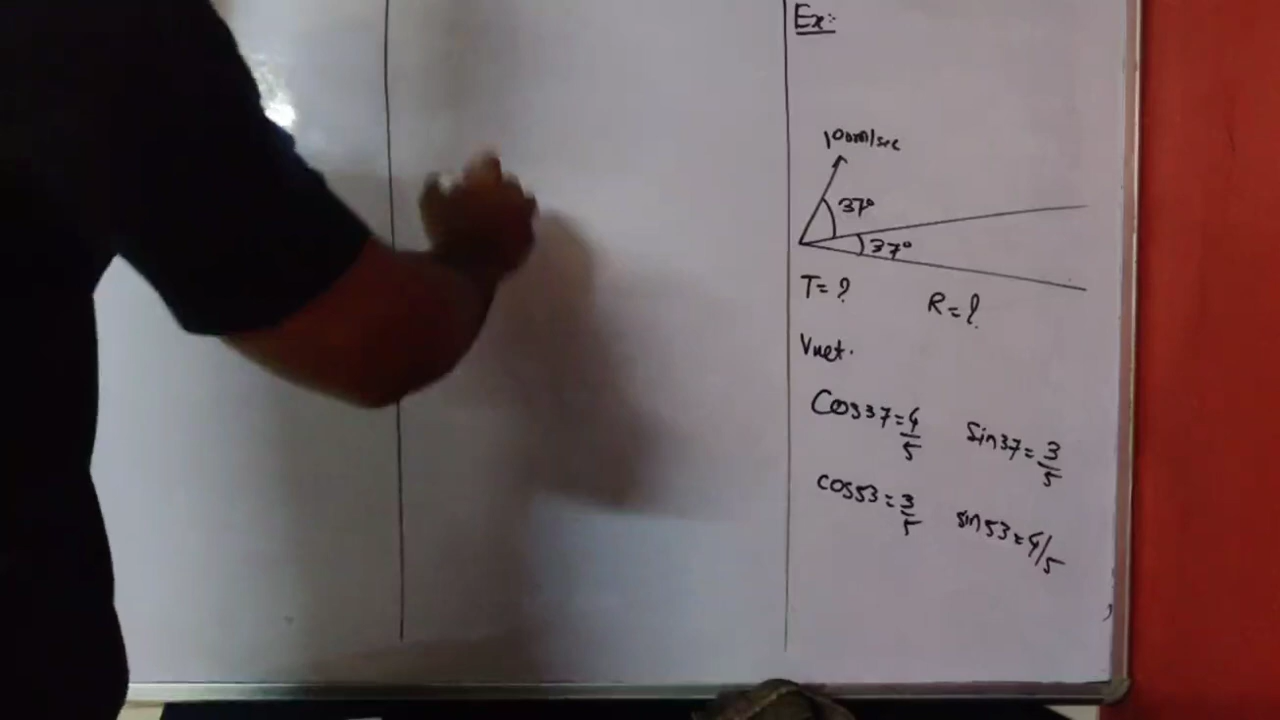 Ex:-
100m/sec
37°
37°
T= ?
R= ?
Vnet.
Cos37=4/5
Sin37=3/5
cos53=3/5
sin53=4/5